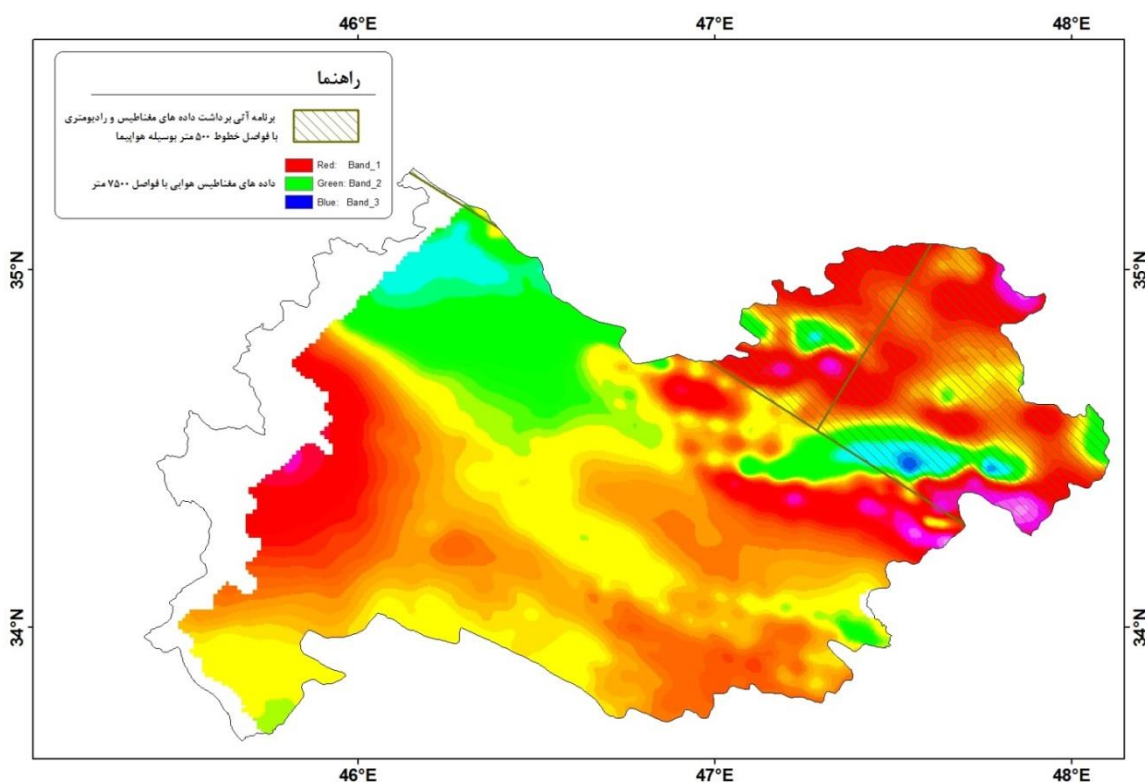 46°E 47°E 48°E
راهنما
برنامه آتی برداشت داده های مغناطیس و رادیومتری
با فواصل خطوط ۵۰۰ متر بوسیله هواپیما
Red: Band_1
Green: Band_2
داده های مغناطیس هوایی با فواصل ۷۵۰۰ متر
Blue: Band_3
35°N 35°N
34°N 34°N
46°E 47°E 48°E